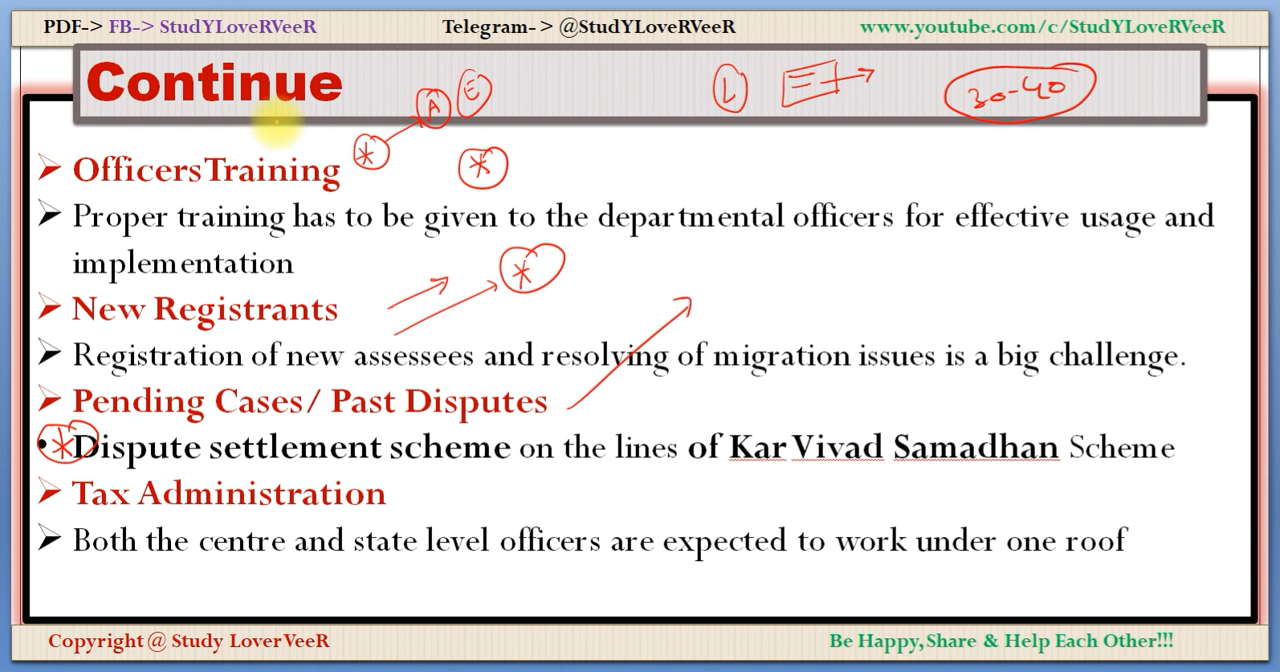 PDF-> FB-> StudYLoveRVeeR Telegram- > @StudYLoveRVeeR www.youtube.com/c/StudYLoveRVeeR
Continue
A E L 30-40
Officers Training
Proper training has to be given to the departmental officers for effective usage and
implementation
New Registrants
Registration of new assessees and resolving of migration issues is a big challenge.
Pending Cases/ Past Disputes
Dispute settlement scheme on the lines of Kar Vivad Samadhan Scheme
Tax Administration
Both the centre and state level officers are expected to work under one roof
Copyright @ Study Lover VeeR Be Happy,Share & Help Each Other!!!